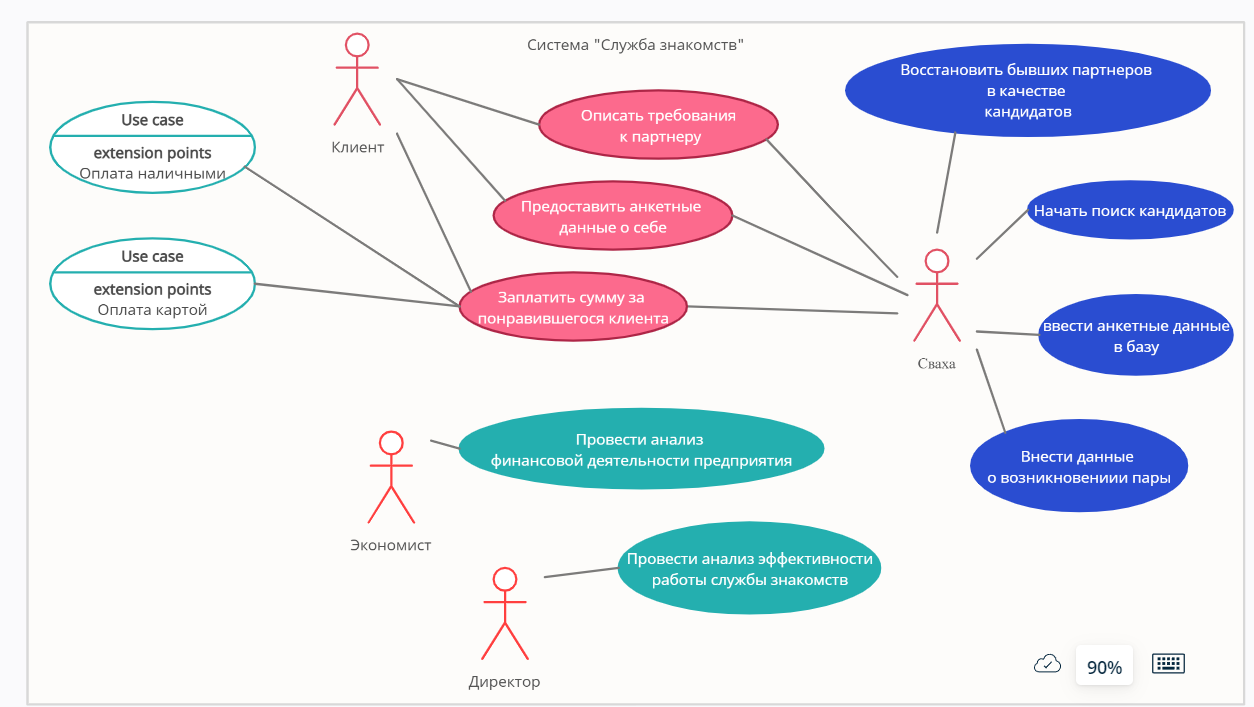 Система "Служба знакомств"
Клиент
Use case
extension points
Оплата наличными
Use case
extension points
Оплата картой
Описать требования
к партнеру
Предоставить анкетные
данные о себе
Заплатить сумму за
понравившегося клиента
Восстановить бывших партнеров
в качестве
кандидатов
Начать поиск кандидатов
ввести анкетные данные
в базу
Сваха
Внести данные
о возникновениии пары
Экономист
Провести анализ
финансовой деятельности предприятия
Директор
Провести анализ эффективности
работы службы знакомств
90%